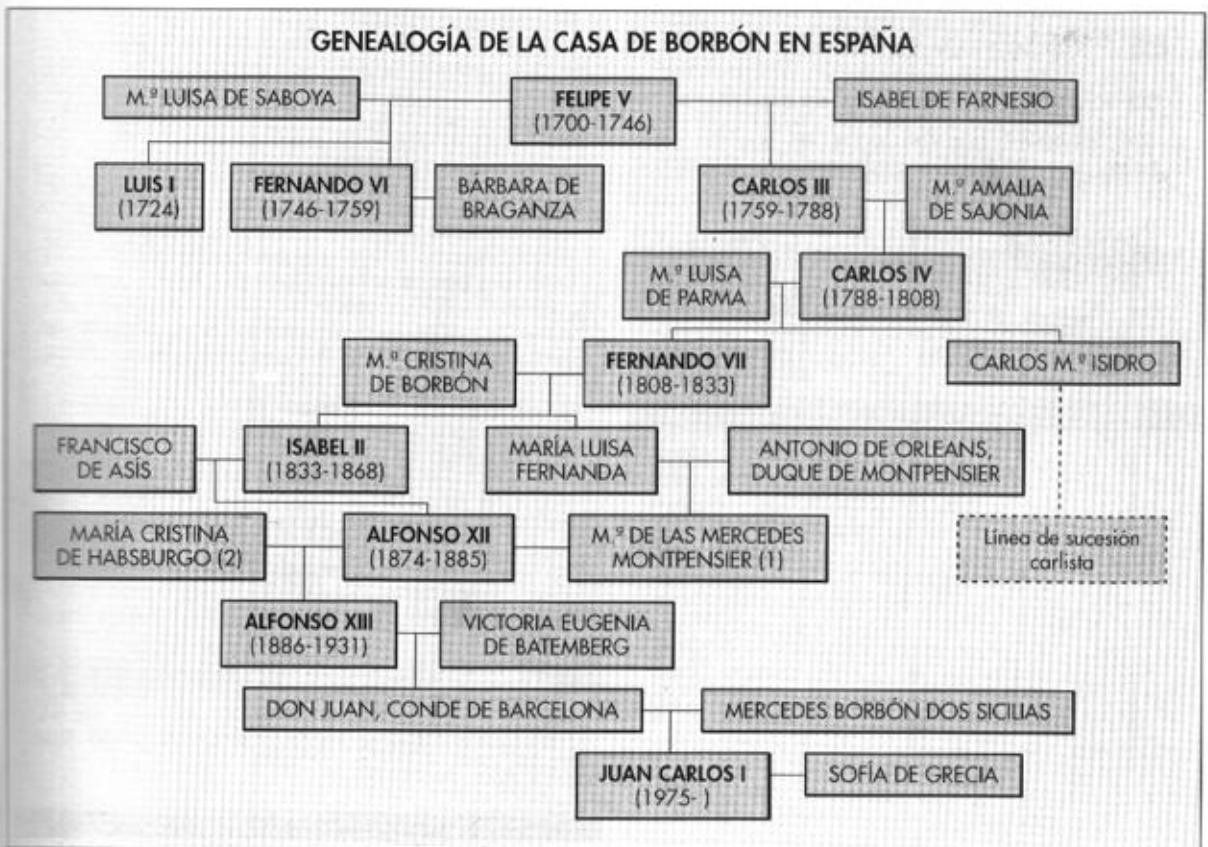 GENEALOGÍA DE LA CASA DE BORBÓN EN ESPAÑA
M.ª LUISA DE SABOYA
FELIPE V
(1700-1746)
ISABEL DE FARNESIO
LUIS I
(1724)
FERNANDO VI
(1746-1759)
BÁRBARA DE
BRAGANZA
CARLOS III
(1759-1788)
M.ª AMALIA
DE SAJONIA
M.ª LUISA
DE PARMA
CARLOS IV
(1788-1808)
M.ª CRISTINA
DE BORBÓN
FERNANDO VII
(1808-1833)
CARLOS M.ª ISIDRO
FRANCISCO
DE ASÍS
ISABEL II
(1833-1868)
MARÍA LUISA
FERNANDA
ANTONIO DE ORLEANS,
DUQUE DE MONTPENSIER
MARÍA CRISTINA
DE HABSBURGO (2)
ALFONSO XII
(1874-1885)
M.ª DE LAS MERCEDES
MONTPENSIER (1)
Línea de sucesión
carlista
ALFONSO XIII
(1886-1931)
VICTORIA EUGENIA
DE BATEMBERG
DON JUAN, CONDE DE BARCELONA
MERCEDES BORBÓN DOS SICILIAS
JUAN CARLOS I
(1975- )
SOFÍA DE GRECIA